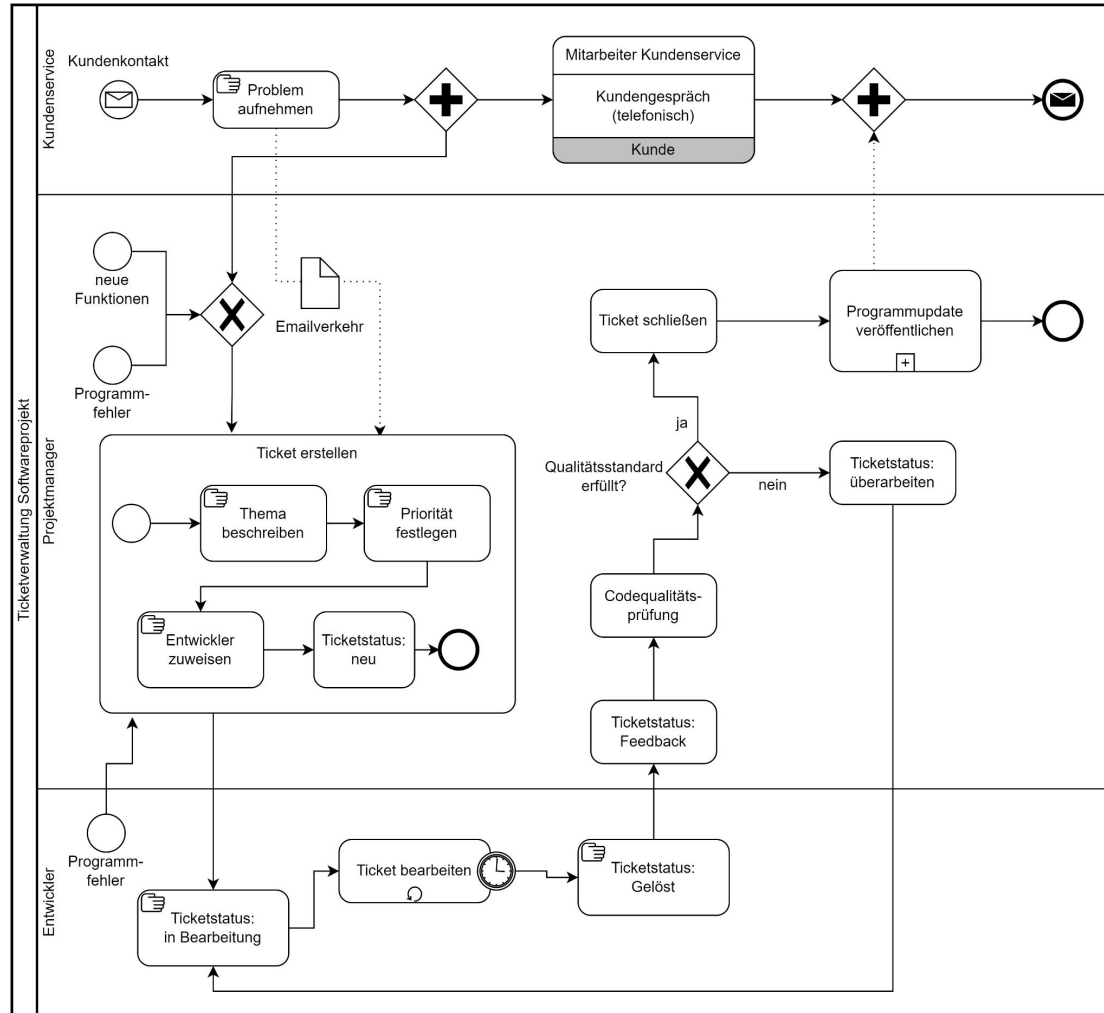 Ticketverwaltung Softwareprojekt
Kundenservice
Kundenkontakt
Problem
aufnehmen
Mitarbeiter Kundenservice
Kundengespräch
(telefonisch)
Kunde
Projektmanager
neue
Funktionen
Programm-
fehler
Emailverkehr
Ticket erstellen
Thema
beschreiben
Priorität
festlegen
Entwickler
zuweisen
Ticketstatus:
neu
Ticket schließen
Programmupdate
veröffentlichen
ja
Qualitätsstandard
erfüllt?
nein
Ticketstatus:
überarbeiten
Codequalitäts-
prüfung
Ticketstatus:
Feedback
Entwickler
Programm-
fehler
Ticketstatus:
in Bearbeitung
Ticket bearbeiten
Ticketstatus:
Gelöst